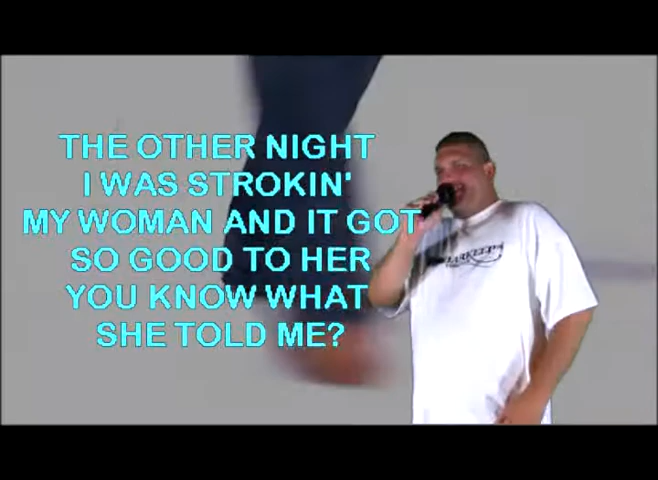 THE OTHER NIGHT
I WAS STROKIN'
MY WOMAN AND IT GOT
SO GOOD TO HER
YOU KNOW WHAT
SHE TOLD ME?